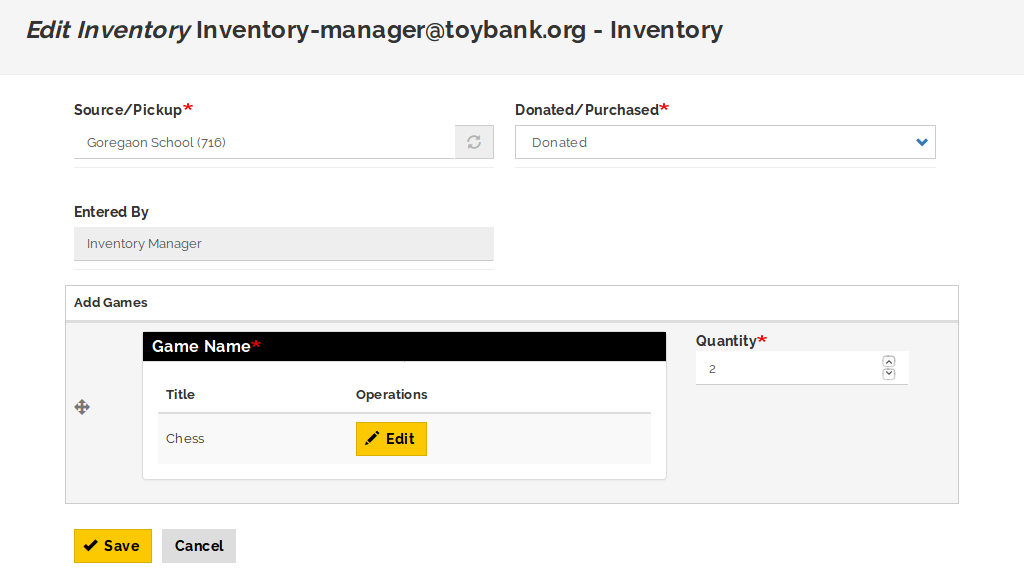 Edit Inventory Inventory-manager@toybank.org - Inventory
Source/Pickup*
Donated/Purchased*
Goregaon School (716)
Donated
Entered By
Inventory Manager
Add Games
Game Name*
Quantity*
2
Title
Operations
Chess
Edit
Save
Cancel